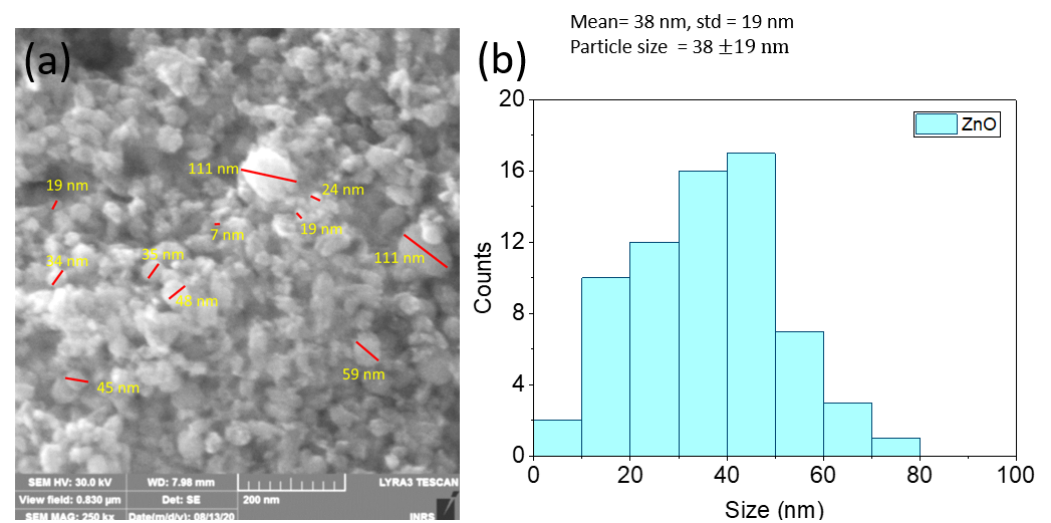 Mean= 38 nm, std = 19 nm
Particle size = 38 ±19 nm
(a)
111 nm
19 nm
24 nm
19 nm
7 nm
111 nm
35 nm
34 nm
48 nm
59 nm
45 nm
SEM HV: 30.0 kV
WD: 7.98 mm
LYRA3 TESCAN
View field: 0.830 µm
Det: SE
200 nm
SEM MAG: 250 kx
Date(m/d/y): 08/13/20
INRS
(b)
ZnO
20
16
12
8
4
0
Counts
0 20 40 60 80 100
Size (nm)